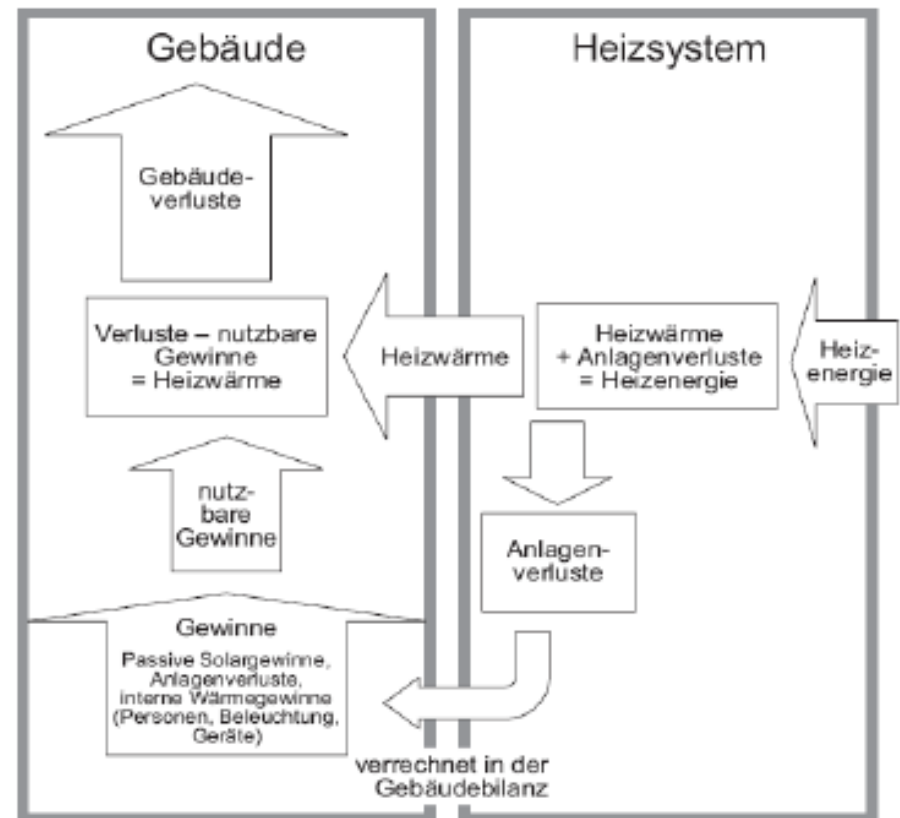 Gebäude
Gebäude-
verluste
Verluste – nutzbare
Gewinne
= Heizwärme
nutz-
bare
Gewinne
Gewinne
Passive Solargewinne,
Anlagenverluste,
interne Wärmegewinne
(Personen, Beleuchtung,
Geräte)
Heizwärme
Heizsystem
Heizwärme
+ Anlagenverluste
= Heizenergie
Heiz-
energie
Anlagen-
verluste
verrechnet in der
Gebäudebilanz